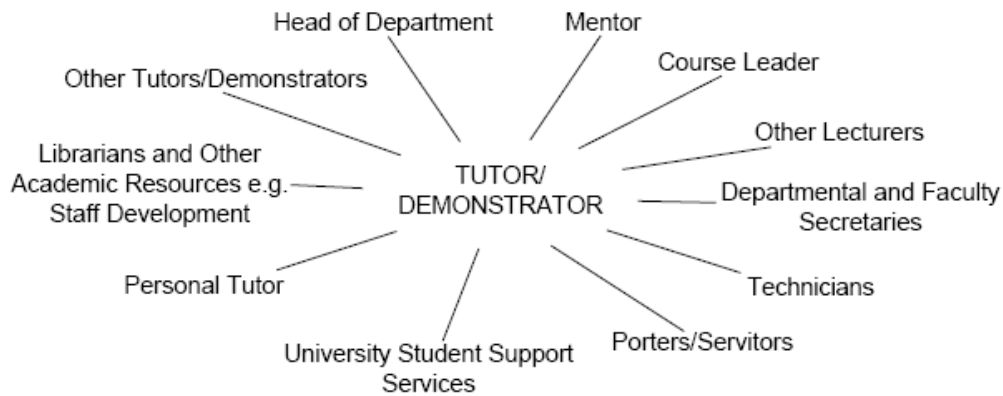 Head of Department
Mentor
Other Tutors/Demonstrators
Course Leader
Other Lecturers
Librarians and Other
Academic Resources e.g.
Staff Development
TUTOR/
DEMONSTRATOR
Departmental and Faculty
Secretaries
Personal Tutor
Technicians
University Student Support
Services
Porters/Servitors